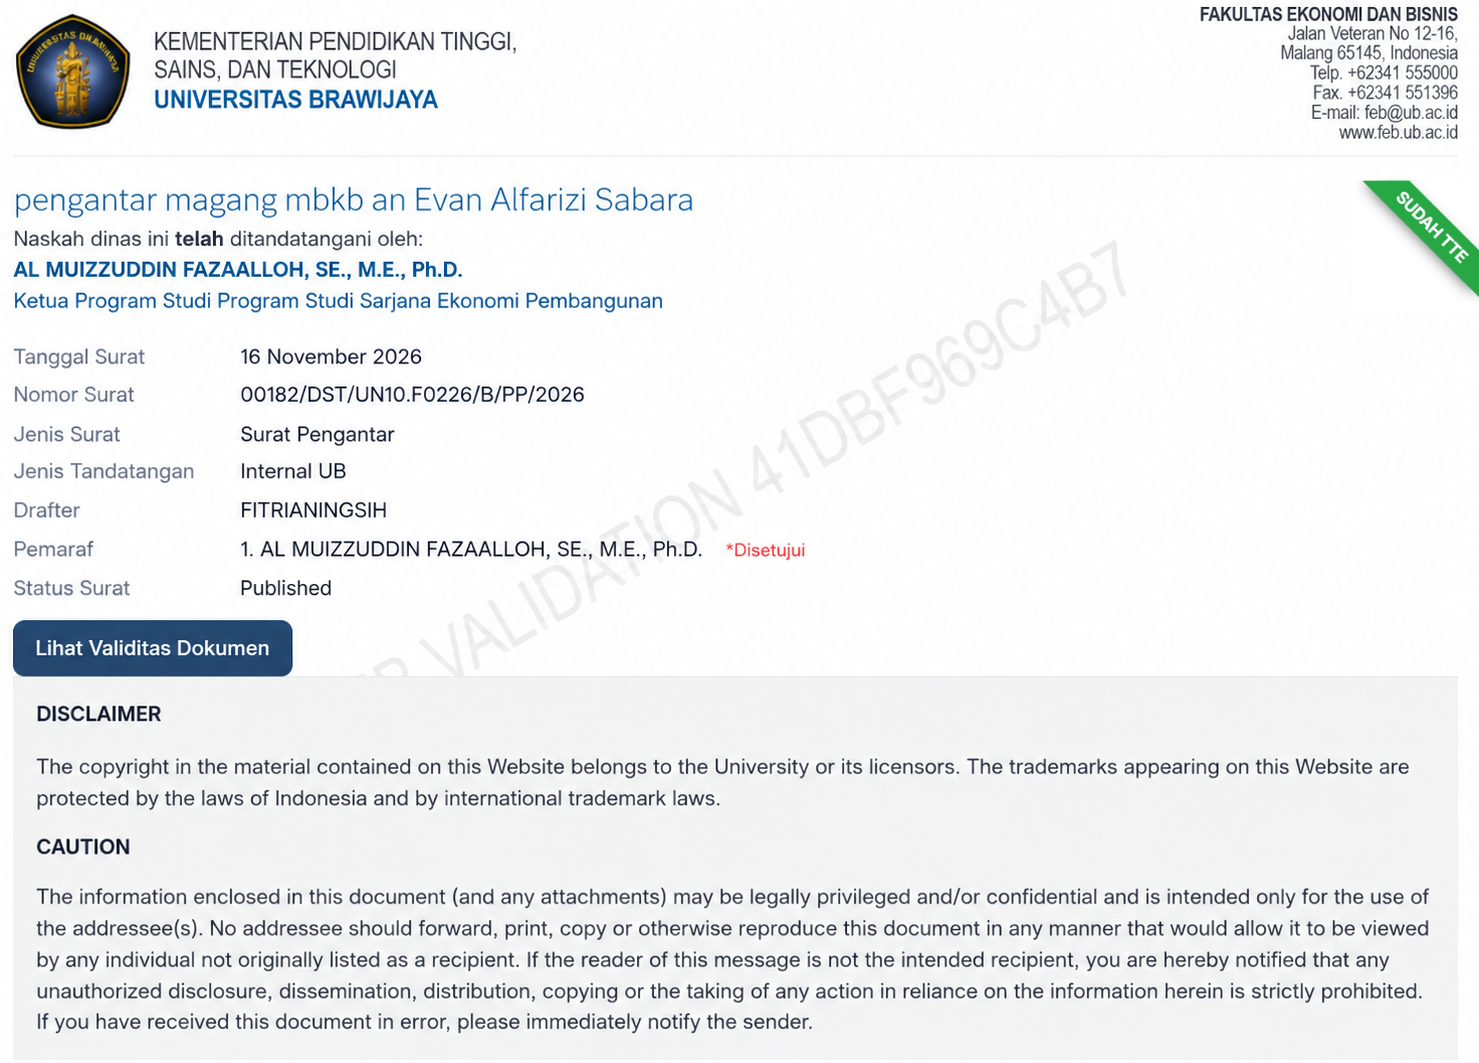 UNIVERSITAS BRAWIJAYA
KEMENTERIAN PENDIDIKAN TINGGI,
SAINS, DAN TEKNOLOGI
UNIVERSITAS BRAWIJAYA
FAKULTAS EKONOMI DAN BISNIS
Jalan Veteran No 12-16,
Malang 65145, Indonesia
Telp. +62341 555000
Fax. +62341 551396
E-mail: feb@ub.ac.id
www.feb.ub.ac.id
pengantar magang mbkb an Evan Alfarizi Sabara
SUDAH TTE
Naskah dinas ini telah ditandatangani oleh:
AL MUIZZUDDIN FAZAALLOH, SE., M.E., Ph.D.
Ketua Program Studi Program Studi Sarjana Ekonomi Pembangunan
Tanggal Surat 16 November 2026
Nomor Surat 00182/DST/UN10.F0226/B/PP/2026
Jenis Surat Surat Pengantar
Jenis Tandatangan Internal UB
Drafter FITRIANINGSIH
Pemaraf 1. AL MUIZZUDDIN FAZAALLOH, SE., M.E., Ph.D. *Disetujui
Status Surat Published
VALIDATION 41DBF969C4B7
Lihat Validitas Dokumen
DISCLAIMER
The copyright in the material contained on this Website belongs to the University or its licensors. The trademarks appearing on this Website are
protected by the laws of Indonesia and by international trademark laws.
CAUTION
The information enclosed in this document (and any attachments) may be legally privileged and/or confidential and is intended only for the use of
the addressee(s). No addressee should forward, print, copy or otherwise reproduce this document in any manner that would allow it to be viewed
by any individual not originally listed as a recipient. If the reader of this message is not the intended recipient, you are hereby notified that any
unauthorized disclosure, dissemination, distribution, copying or the taking of any action in reliance on the information herein is strictly prohibited.
If you have received this document in error, please immediately notify the sender.